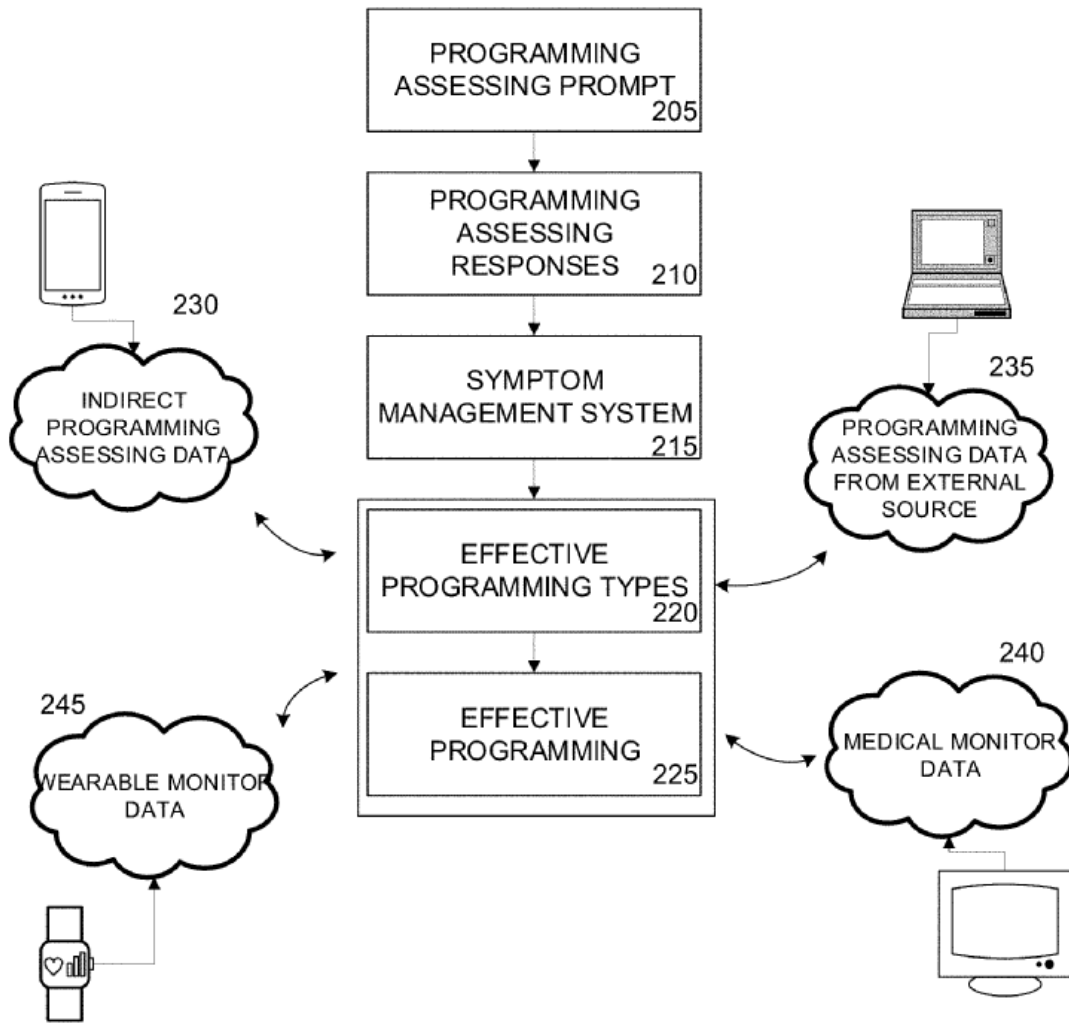 PROGRAMMING
ASSESSING PROMPT
205
PROGRAMMING
ASSESSING
RESPONSES
210
230
INDIRECT
PROGRAMMING
ASSESSING DATA
SYMPTOM
MANAGEMENT SYSTEM
215
235
PROGRAMMING
ASSESSING DATA
FROM EXTERNAL
SOURCE
EFFECTIVE
PROGRAMMING TYPES
220
245
WEARABLE MONITOR
DATA
EFFECTIVE
PROGRAMMING
225
240
MEDICAL MONITOR
DATA